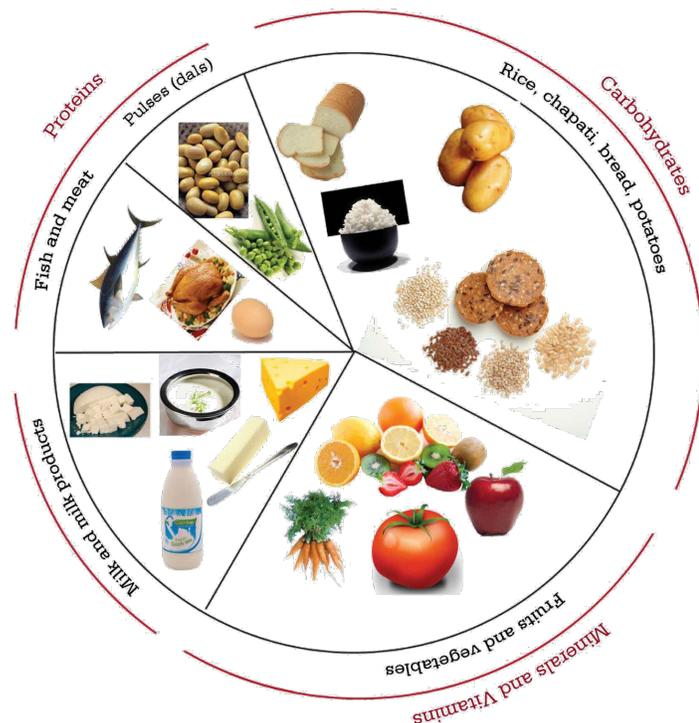 Proteins
Pulses (dals)
Fish and meat
Carbohydrates
Rice, chapati, bread, potatoes
Milk and milk products
Fruits and vegetables
Minerals and Vitamins